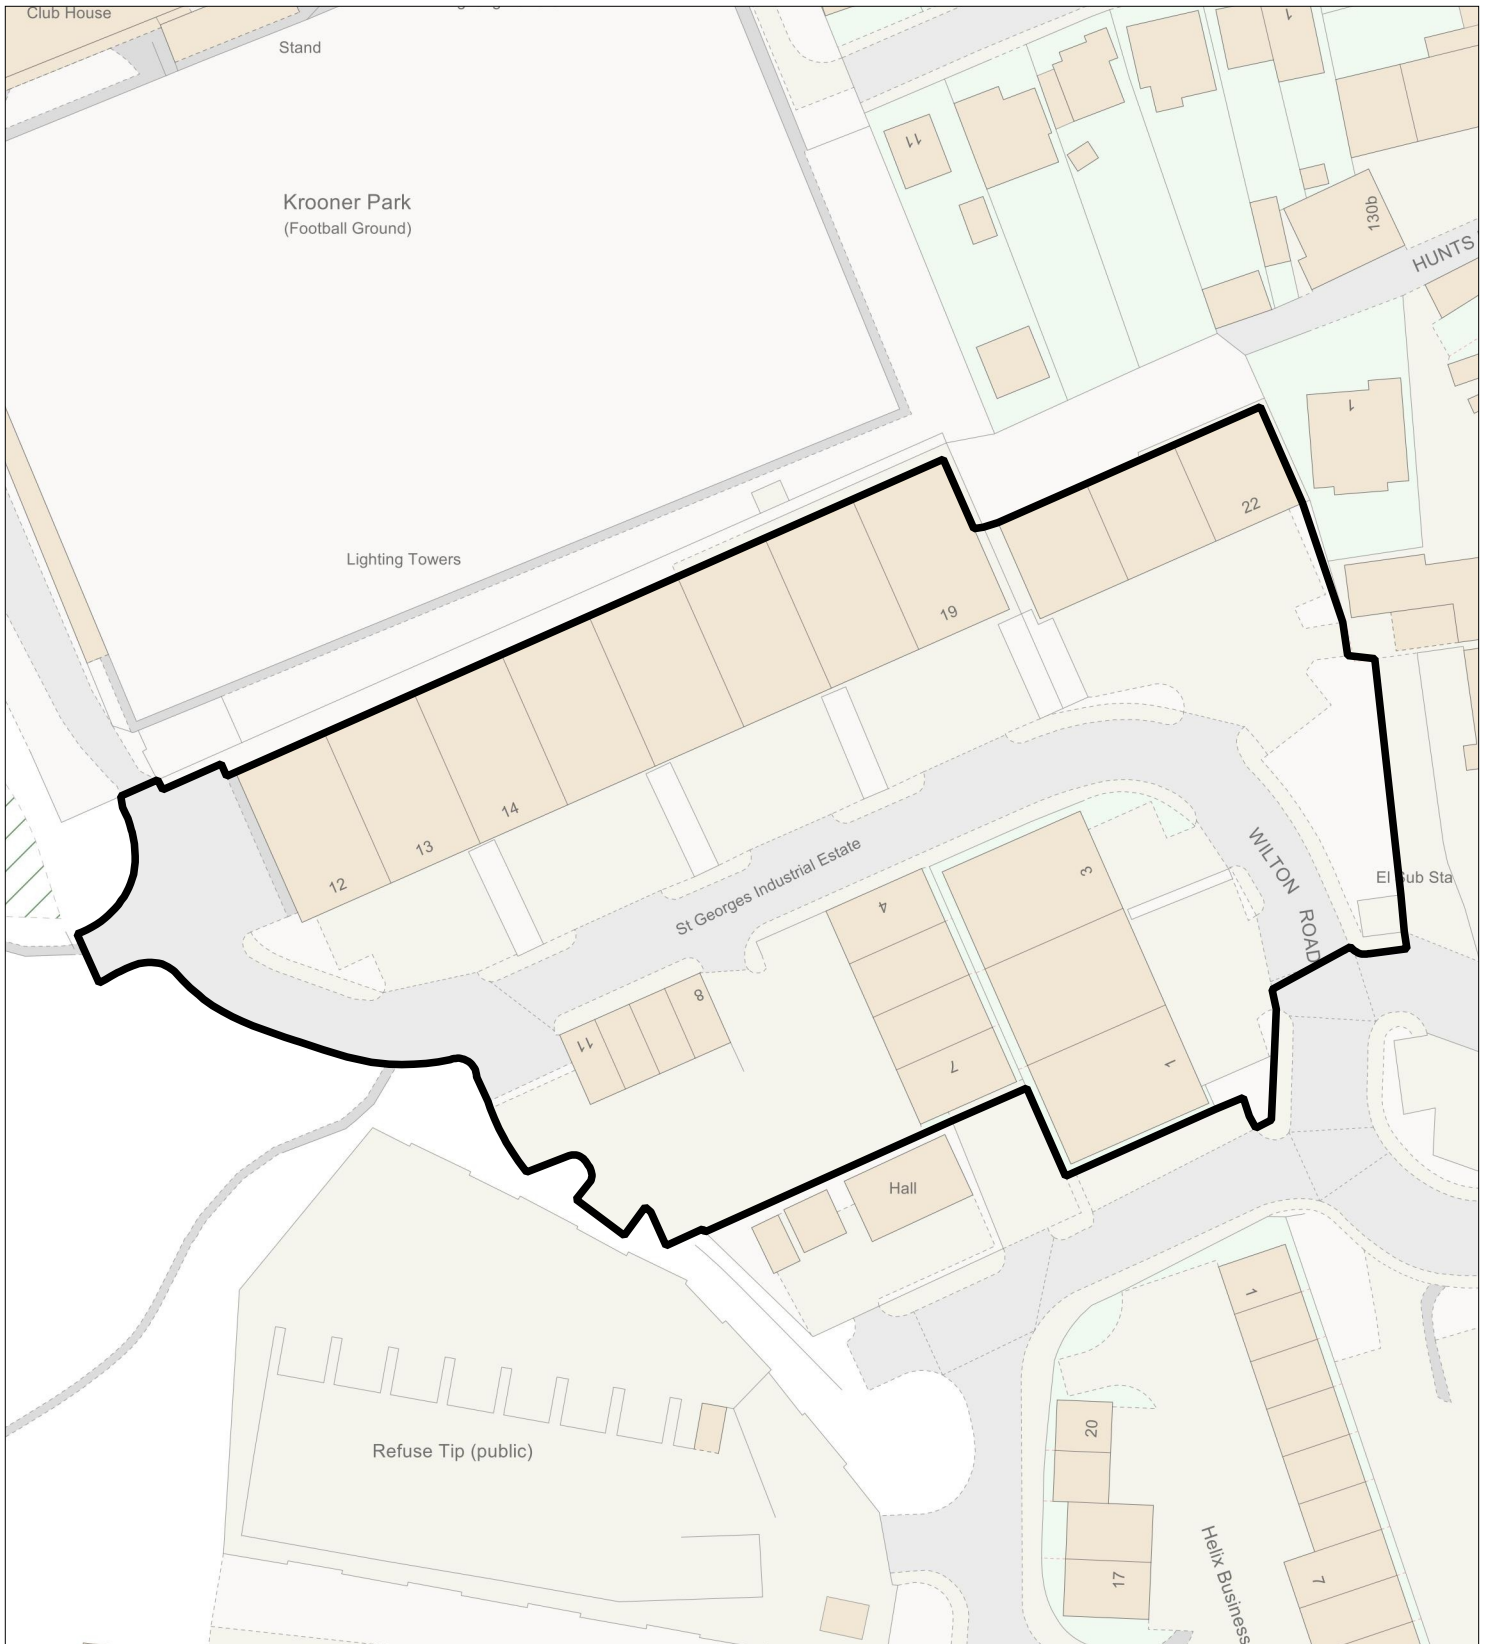 Club House
Stand
1
11
Krooner Park
(Football Ground)
130b
HUNTS
1
22
Lighting Towers
19
14
13
12
St Georges Industrial Estate
WILTON ROAD
El Sub Sta
3
4
8
11
7
1
Hall
1
20
Refuse Tip (public)
17
7
Helix Business